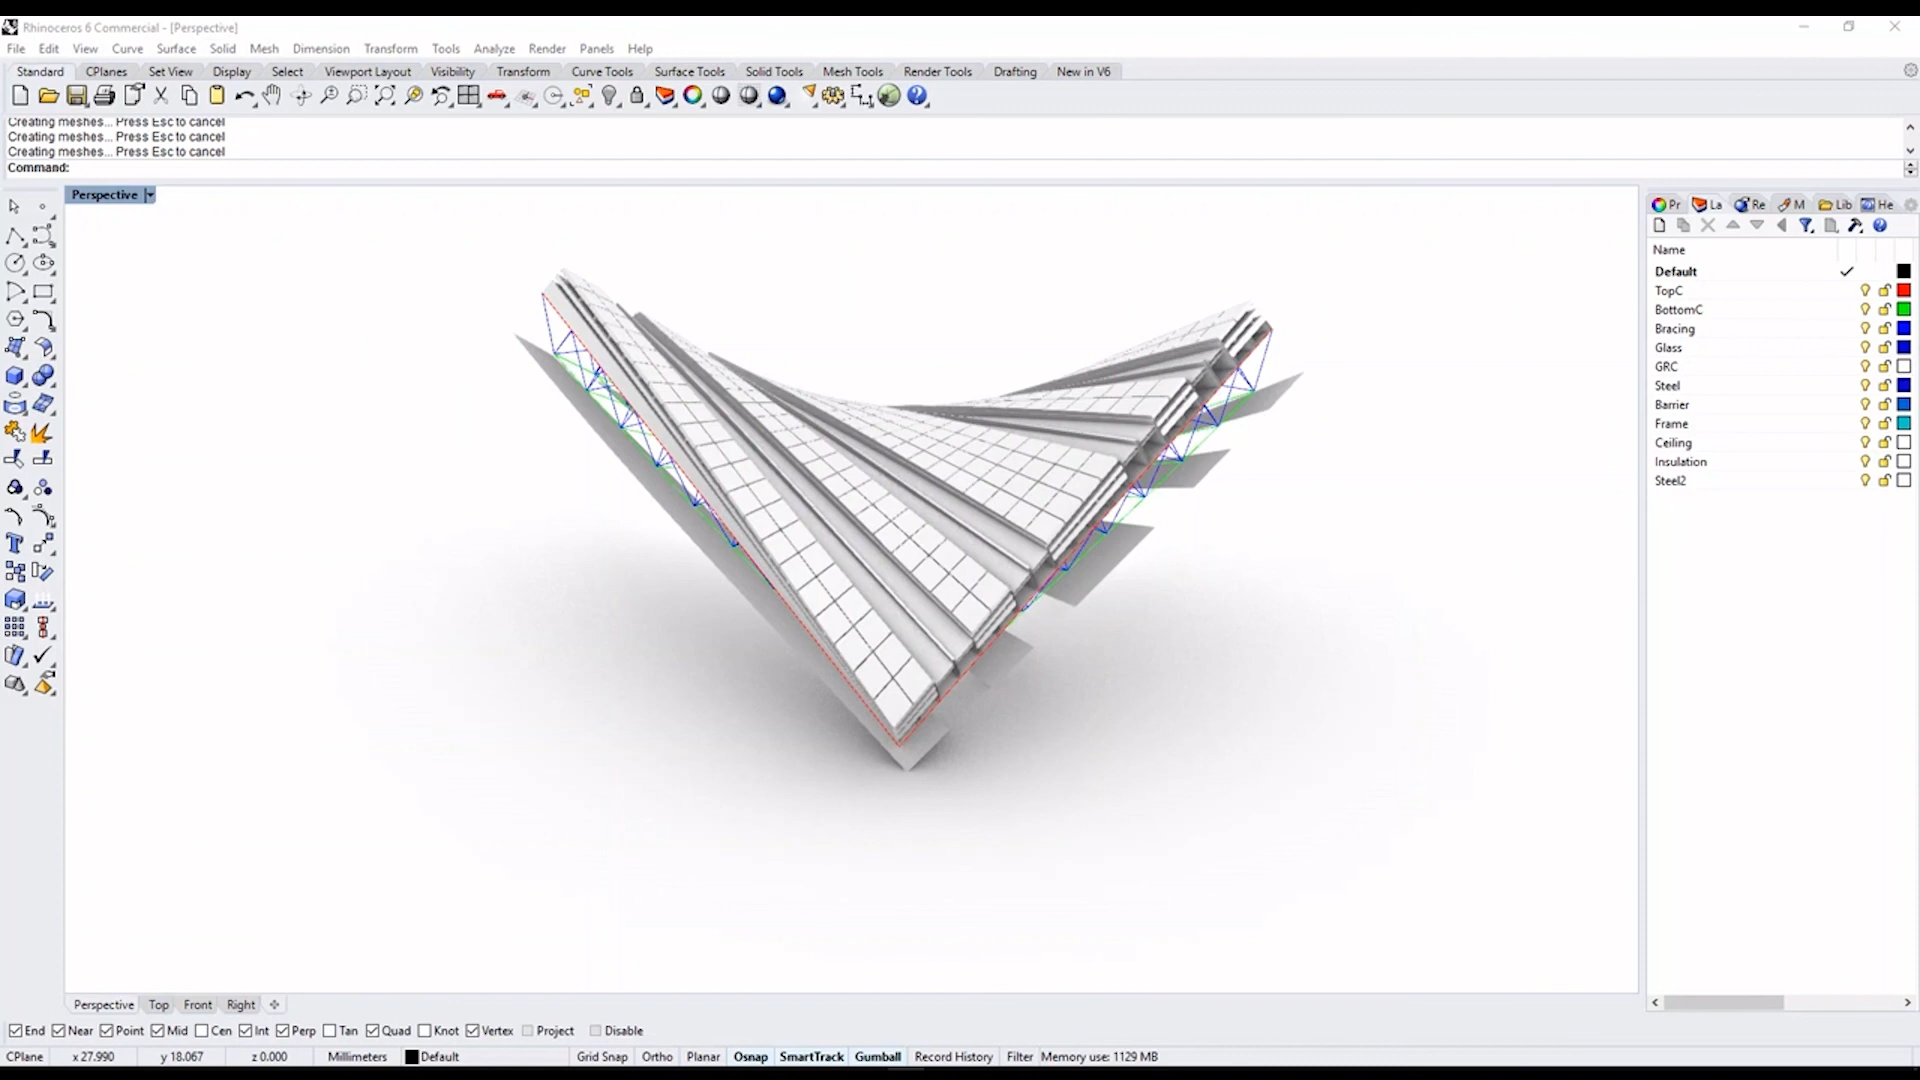 Rhinoceros 6 Commercial - [Perspective]
File Edit View Curve Surface Solid Mesh Dimension Transform Tools Analyze Render Panels Help
Standard CPlanes Set View Display Select Viewport Layout Visibility Transform Curve Tools Surface Tools Solid Tools Mesh Tools Render Tools Drafting New in V6
Creating meshes... Press Esc to cancel
Creating meshes... Press Esc to cancel
Creating meshes... Press Esc to cancel
Command:
Perspective
Pr La Re M Lib He
Name
Default
TopC
BottomC
Bracing
Glass
GRC
Steel
Barrier
Frame
Ceiling
Insulation
Steel2
Perspective Top Front Right
End Near Point Mid Cen Int Perp Tan Quad Knot Vertex Project Disable
CPlane x 27.990 y 18.067 z 0.000 Millimeters Default Grid Snap Ortho Planar Osnap SmartTrack Gumball Record History Filter Memory use: 1129 MB